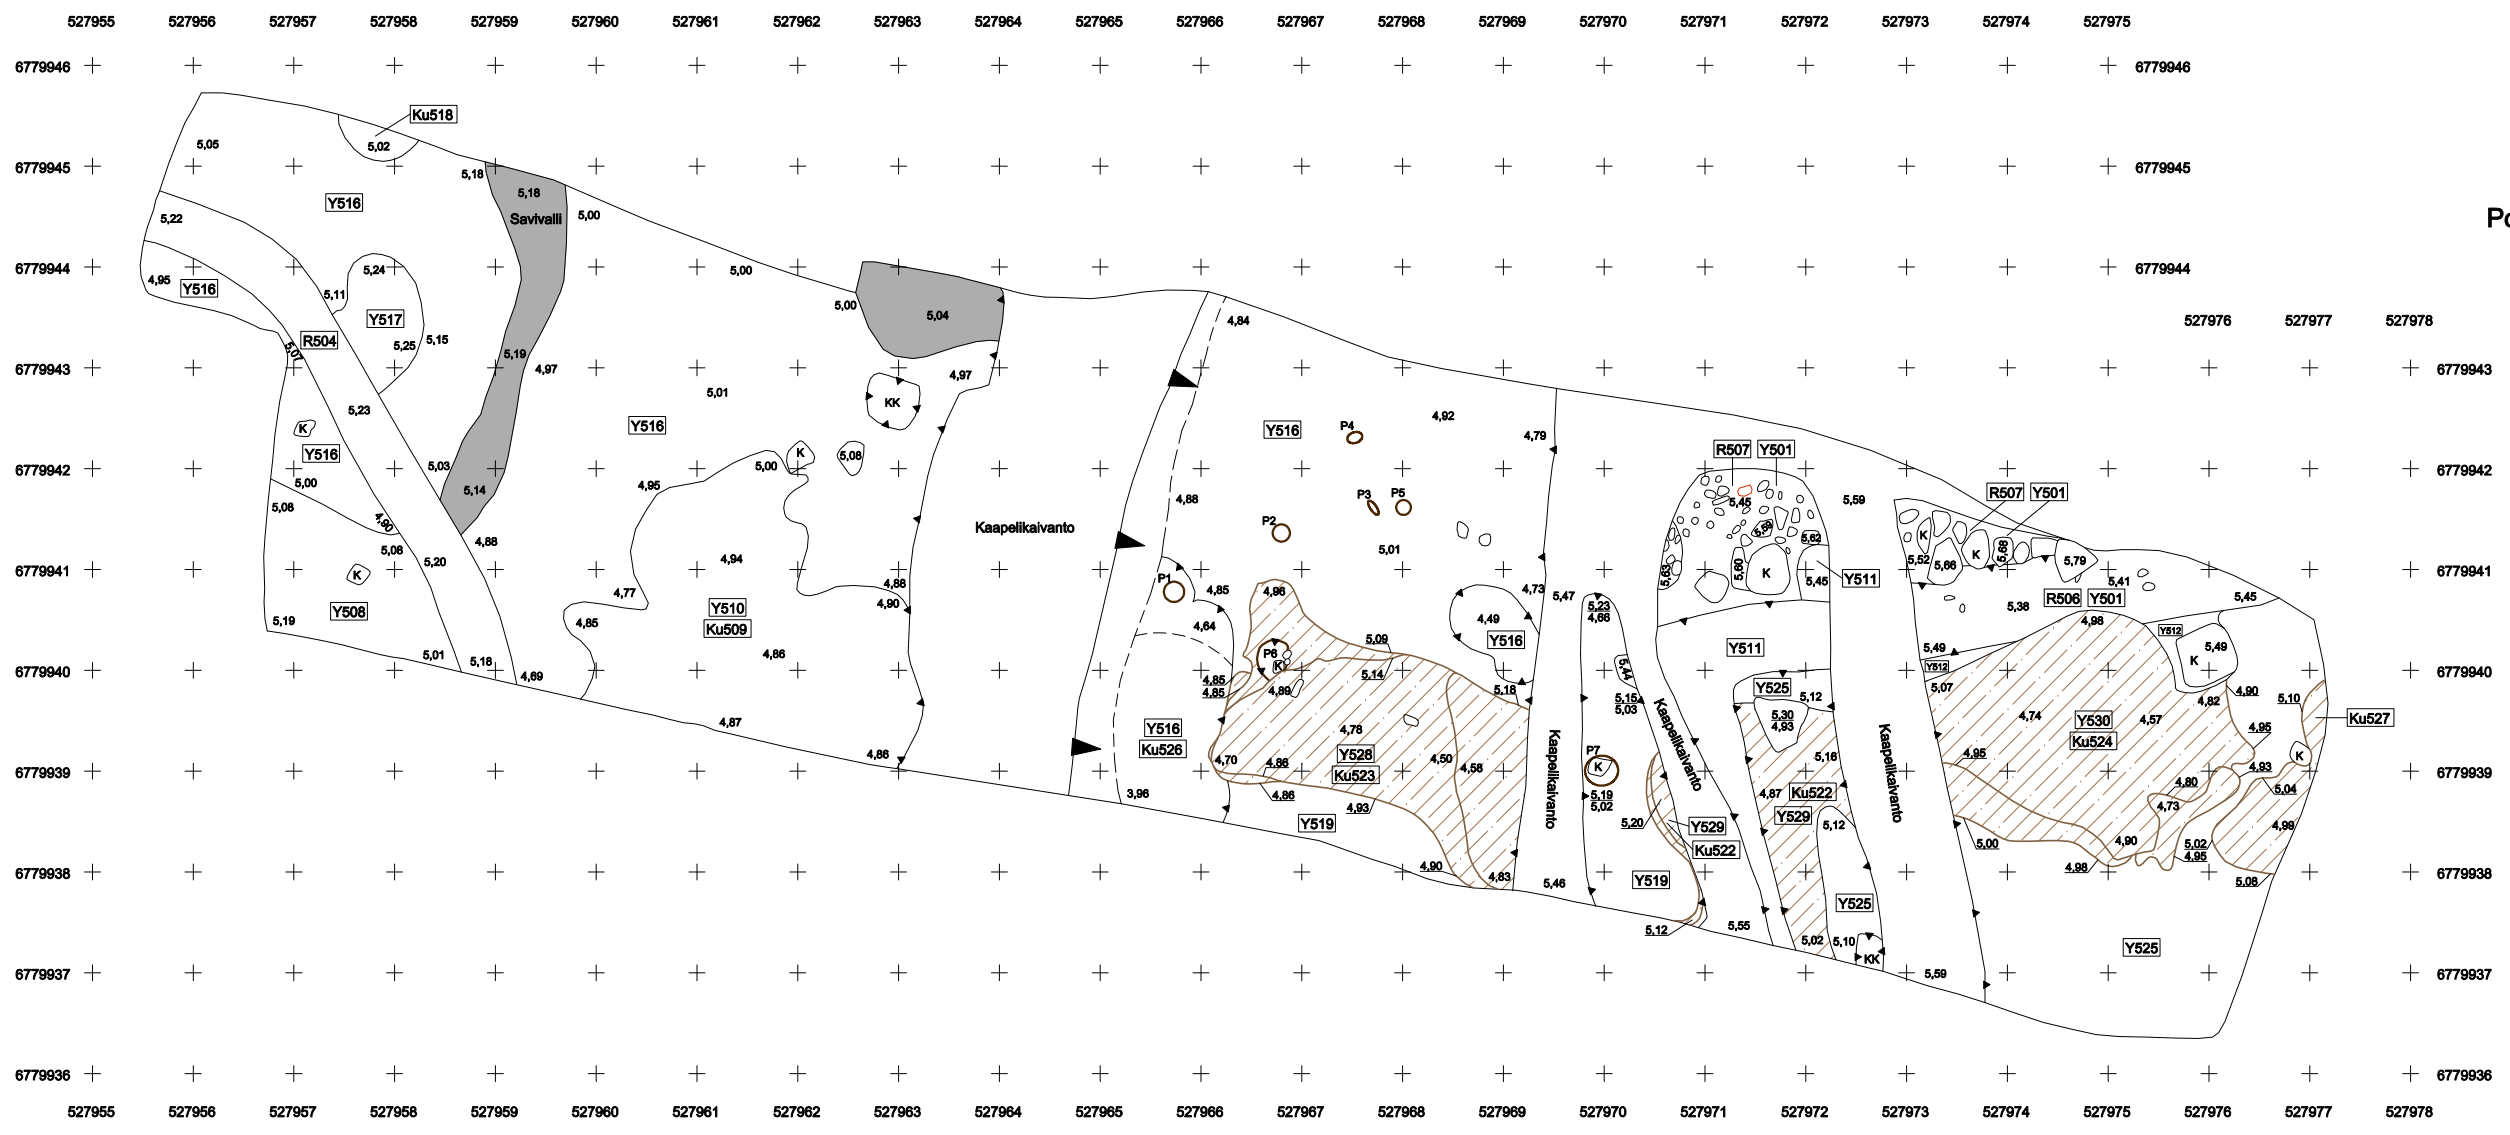 527955 527956 527957 527958 527959 527960 527961 527962 527963 527964 527965 527966 527967 527968 527969 527970 527971 527972 527973 527974 527975
6779946 6779946
Ku518
5,05 5,02
6779945 6779945
5,18 5,18
Y516
5,22 Savivalli 5,00
Po
6779944 5,24 5,00 6779944
4,95 Y516 5,11 5,00 5,04
Y517 4,84
527976 527977 527978
R504 5,25 5,15
5,07 5,19
6779943 4,97 4,97 6779943
5,01 KK
5,23 4,92
K Y516 Y516 P4 4,79
Y516 K 5,08 R507 Y501
6779942 5,03 5,00 6779942
5,00 5,14 4,95 4,88 P3 P5 5,45 5,59 R507 Y501
5,08 4,90 Kaapelikaivanto P2 5,59 5,62 K
5,08 4,88 5,01 5,52 5,66 K 5,68 5,79
6779941 K 5,20 4,94 4,88 P1 5,63 5,60 K 5,45 Y511 5,41 6779941
4,77 4,90 4,85 4,96 4,73 5,47 5,23
Y508 Y510 4,66 5,38 R506 Y501 5,45
5,19 4,85 Ku509 4,64 4,49 4,98
5,09 Y516 Y511 5,49 Y512 5,49
5,01 5,18 4,86 P6 K 5,44 Y512 K
6779940 4,69 4,85 5,14 6779940
4,85 4,89 5,18 5,15 Y525 5,12 5,07 4,90 5,10
4,87 5,03 4,82
Y516 4,78 Kaapelikaivanto 5,30 Kaapelikaivanto 4,74 Y530 4,57 4,95 Ku527
Ku526 4,93 Ku524
4,86 4,70 Y528 4,50 Kaapelikaivanto P7 5,16 4,95 K
6779939 4,86 Ku523 4,58 K 4,93 6779939
3,96 4,86 4,93 5,19 4,87 Ku522 4,80 5,04
5,02 4,73
Y519 5,20 Y529 Y529 5,12 4,99
Ku522 5,00 4,90 5,02
4,95
6779938 4,90 4,83 5,46 Y519 4,98 5,08 6779938
Y525
5,12 5,55 5,02 5,10 Y525
KK
6779937 5,59 6779937
6779936 6779936
527955 527956 527957 527958 527959 527960 527961 527962 527963 527964 527965 527966 527967 527968 527969 527970 527971 527972 527973 527974 527975 527976 527977 527978